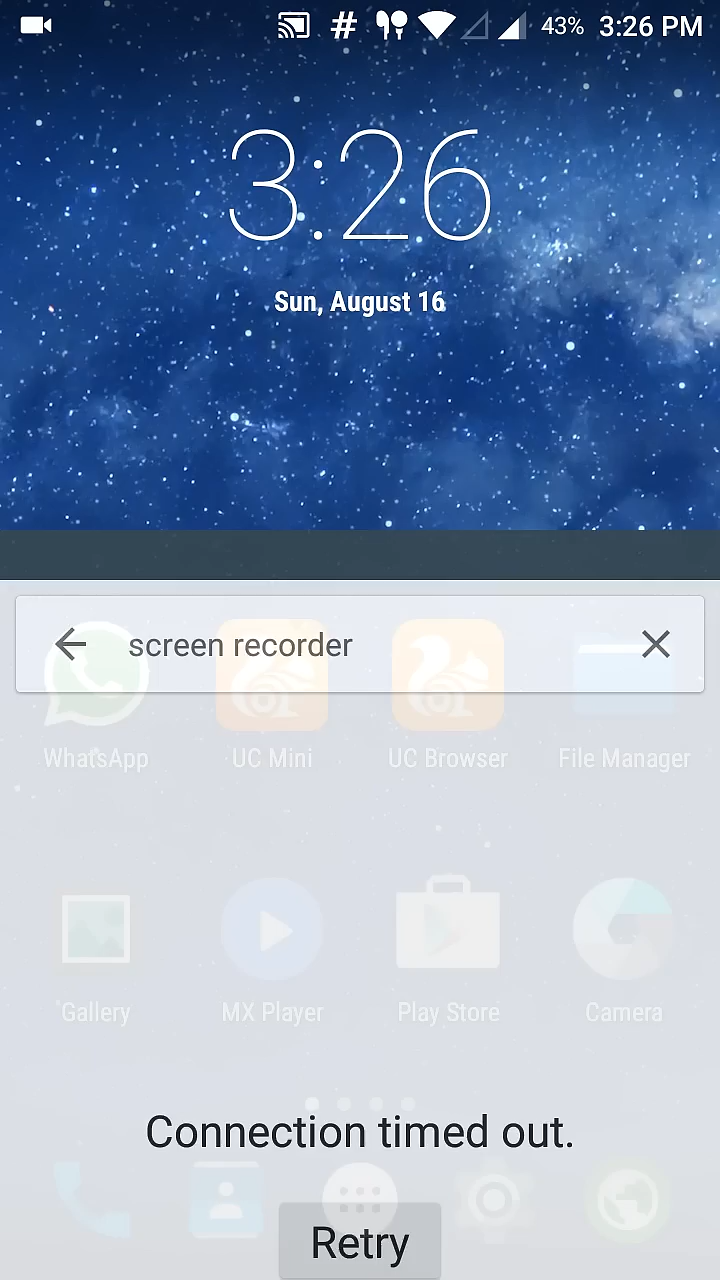 # 43% 3:26 PM
3:26
Sun, August 16
screen recorder
WhatsApp UC Mini UC Browser File Manager
Gallery MX Player Play Store Camera
Connection timed out.
Retry